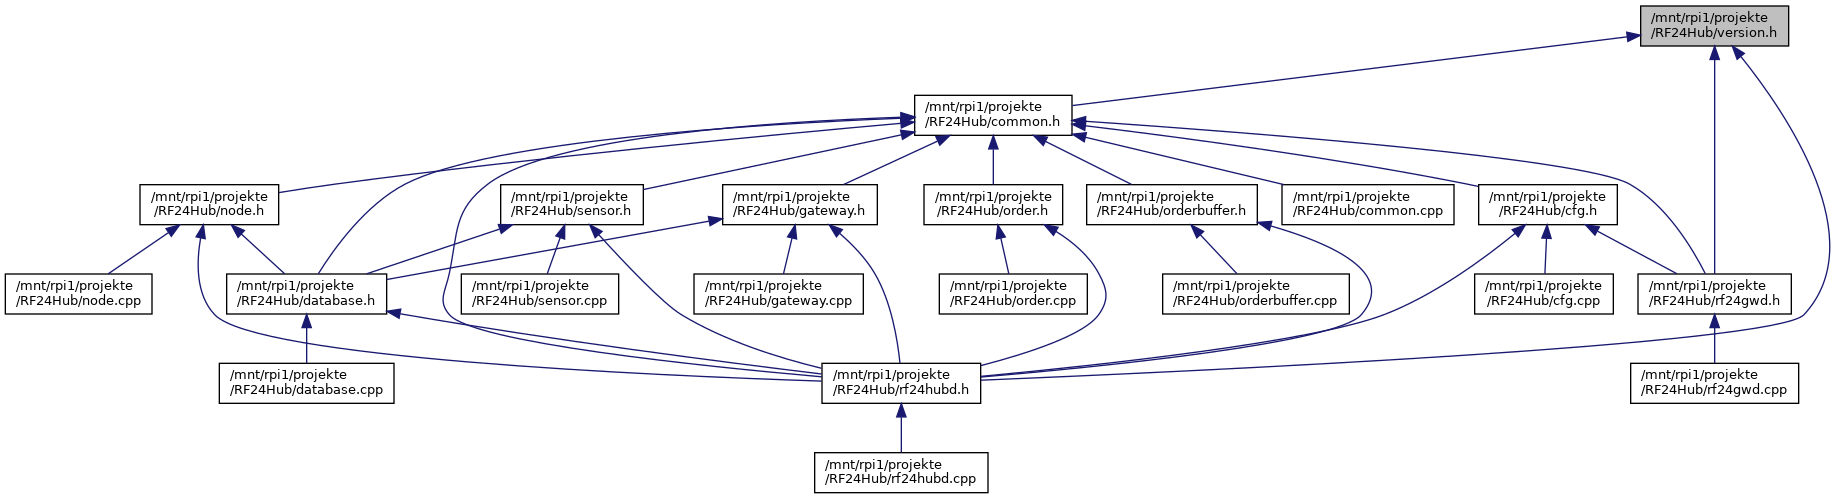 /mnt/rpi1/projekte
/RF24Hub/version.h
/mnt/rpi1/projekte
/RF24Hub/common.h
/mnt/rpi1/projekte
/RF24Hub/node.h
/mnt/rpi1/projekte
/RF24Hub/sensor.h
/mnt/rpi1/projekte
/RF24Hub/gateway.h
/mnt/rpi1/projekte
/RF24Hub/order.h
/mnt/rpi1/projekte
/RF24Hub/orderbuffer.h
/mnt/rpi1/projekte
/RF24Hub/common.cpp
/mnt/rpi1/projekte
/RF24Hub/cfg.h
/mnt/rpi1/projekte
/RF24Hub/node.cpp
/mnt/rpi1/projekte
/RF24Hub/database.h
/mnt/rpi1/projekte
/RF24Hub/sensor.cpp
/mnt/rpi1/projekte
/RF24Hub/gateway.cpp
/mnt/rpi1/projekte
/RF24Hub/order.cpp
/mnt/rpi1/projekte
/RF24Hub/orderbuffer.cpp
/mnt/rpi1/projekte
/RF24Hub/cfg.cpp
/mnt/rpi1/projekte
/RF24Hub/rf24gwd.h
/mnt/rpi1/projekte
/RF24Hub/database.cpp
/mnt/rpi1/projekte
/RF24Hub/rf24hubd.h
/mnt/rpi1/projekte
/RF24Hub/rf24gwd.cpp
/mnt/rpi1/projekte
/RF24Hub/rf24hubd.cpp